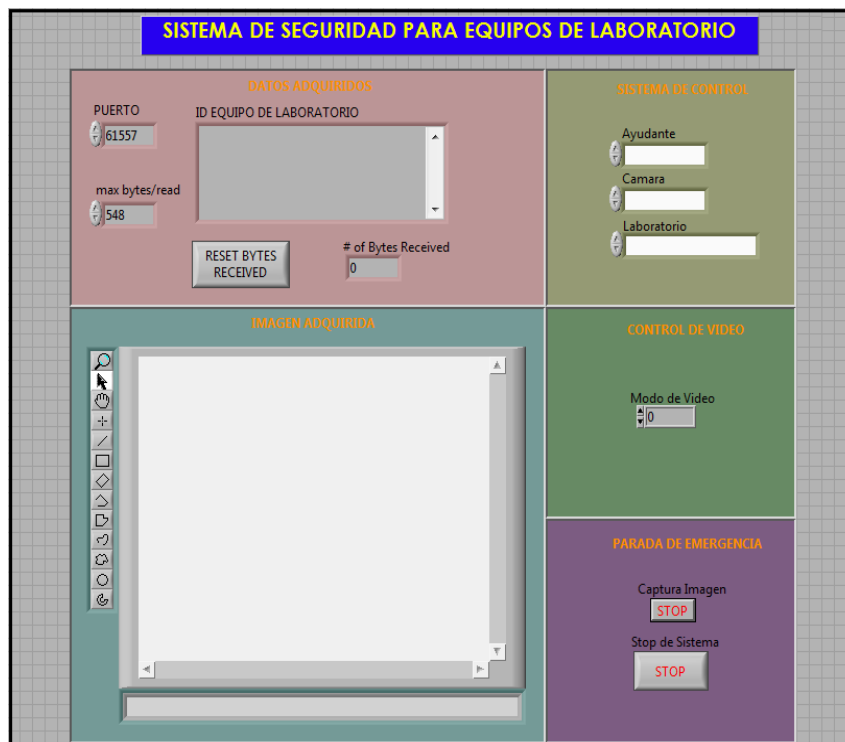 SISTEMA DE SEGURIDAD PARA EQUIPOS DE LABORATORIO
DATOS ADQUIRIDOS
PUERTO
61557
ID EQUIPO DE LABORATORIO
max bytes/read
548
RESET BYTES
RECEIVED
# of Bytes Received
0
SISTEMA DE CONTROL
Ayudante
Camara
Laboratorio
IMAGEN ADQUIRIDA
CONTROL DE VIDEO
Modo de Video
0
PARADA DE EMERGENCIA
Captura Imagen
STOP
Stop de Sistema
STOP